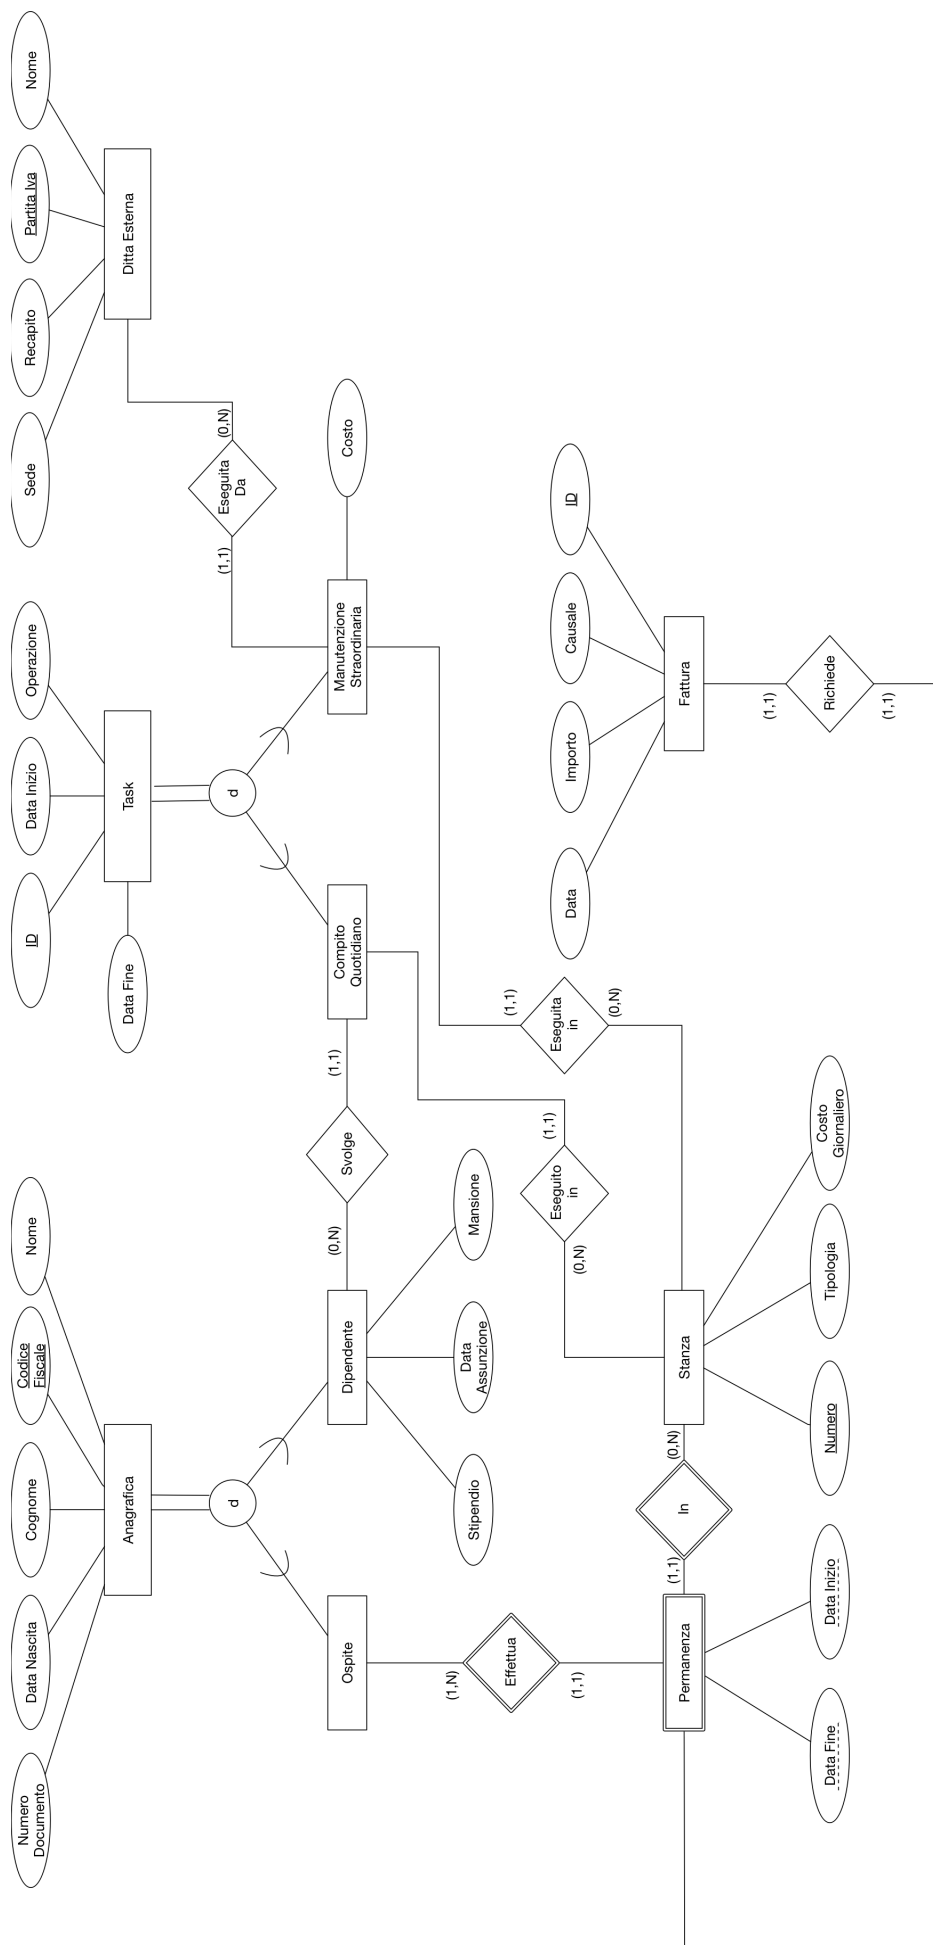 Numero
Documento
Data Nascita
Cognome
Codice
Fiscale
Nome
ID
Data Inizio
Operazione
Sede
Recapito
Partita Iva
Nome
Anagrafica
Data Fine
Task
Ditta Esterna
d
d
(1,1)
Eseguita
Da
(0,N)
Ospite
Dipendente
(0,N)
Svolge
(1,1)
Compito
Quotidiano
Manutenzione
Straordinaria
Costo
(1,N)
Stipendio
Data
Assunzione
Mansione
Effettua
(1,1)
(0,N)
Eseguito
in
(1,1)
(1,1)
Eseguita
in
(0,N)
Data
Importo
Causale
ID
Permanenza
(1,1)
In
(0,N)
Stanza
Fattura
(1,1)
Data Fine
Data Inizio
Numero
Tipologia
Costo
Giornaliero
Richiede
(1,1)